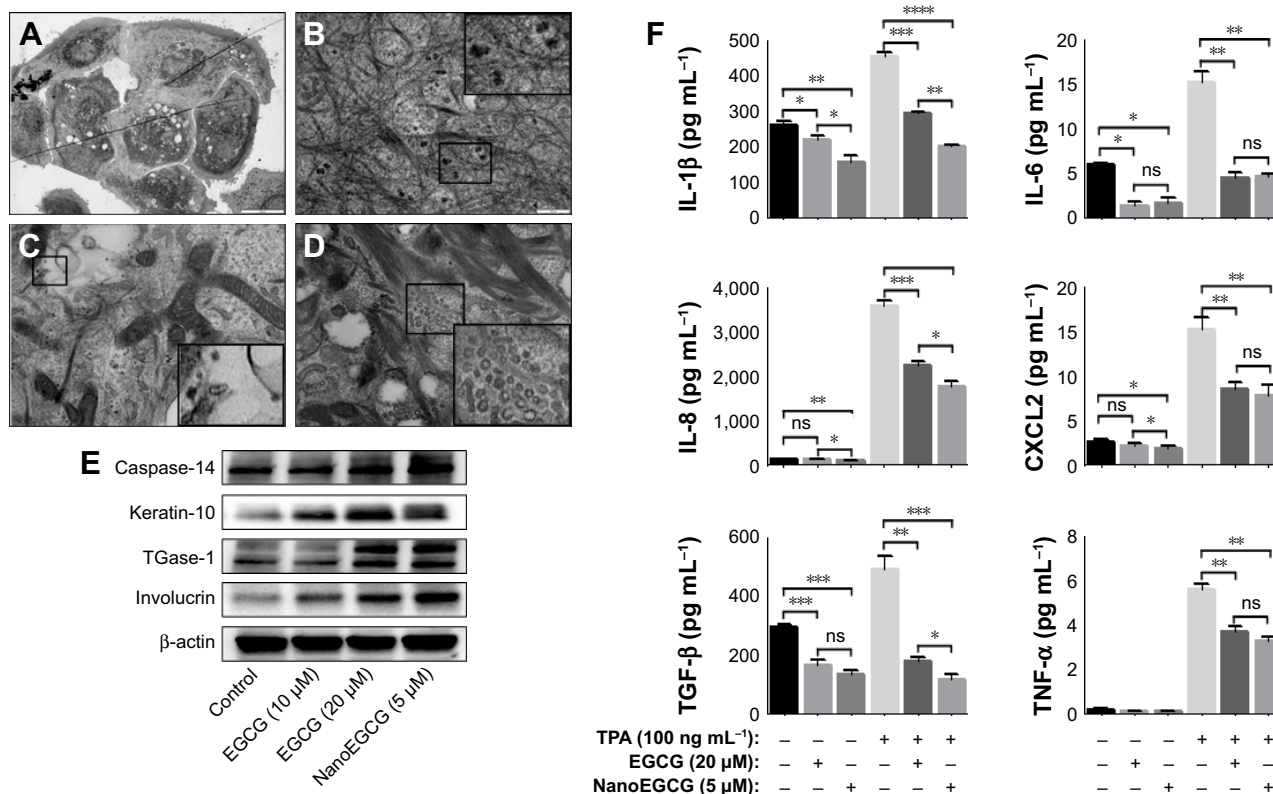 A
B
C
D
E
Caspase-14
Keratin-10
TGase-1
Involucrin
β-actin
Control
EGCG (10 µM)
EGCG (20 µM)
NanoEGCG (5 µM)
F
IL-1β (pg mL⁻¹)
500
400
300
200
100
0
**
*
*
****
***
**
IL-6 (pg mL⁻¹)
20
15
10
5
0
*
*
ns
**
**
ns
IL-8 (pg mL⁻¹)
4,000
3,000
2,000
1,000
0
**
ns
*
***
*
CXCL2 (pg mL⁻¹)
20
15
10
5
0
*
ns
*
**
**
ns
TGF-β (pg mL⁻¹)
600
400
200
0
***
***
ns
***
**
*
TNF-α (pg mL⁻¹)
8
6
4
2
0
**
**
ns
TPA (100 ng mL⁻¹): – – – + + + – – – + + +
EGCG (20 µM): – + – – + – – + – – + –
NanoEGCG (5 µM): – – + – – + – – + – – +